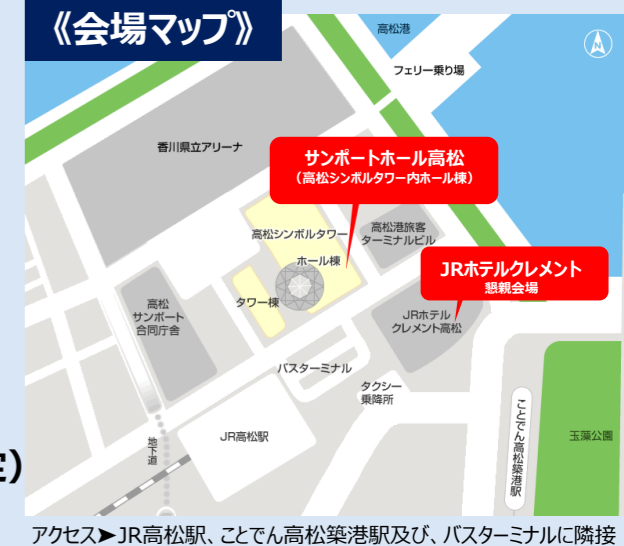 《会場マップ》
高松港
N
フェリー乗り場
香川県立アリーナ
サンポートホール高松
（高松シンボルタワー内ホール棟）
高松シンボルタワー
ホール棟
高松港旅客
ターミナルビル
JRホテルクレメント
懇親会場
タワー棟
高松
サンポート
合同庁舎
JRホテル
クレメント高松
バスターミナル
タクシー
乗降所
JR高松駅
地下道
ことでん高松築港駅
玉藻公園
定）
アクセス➤JR高松駅、ことでん高松築港駅及び、バスターミナルに隣接